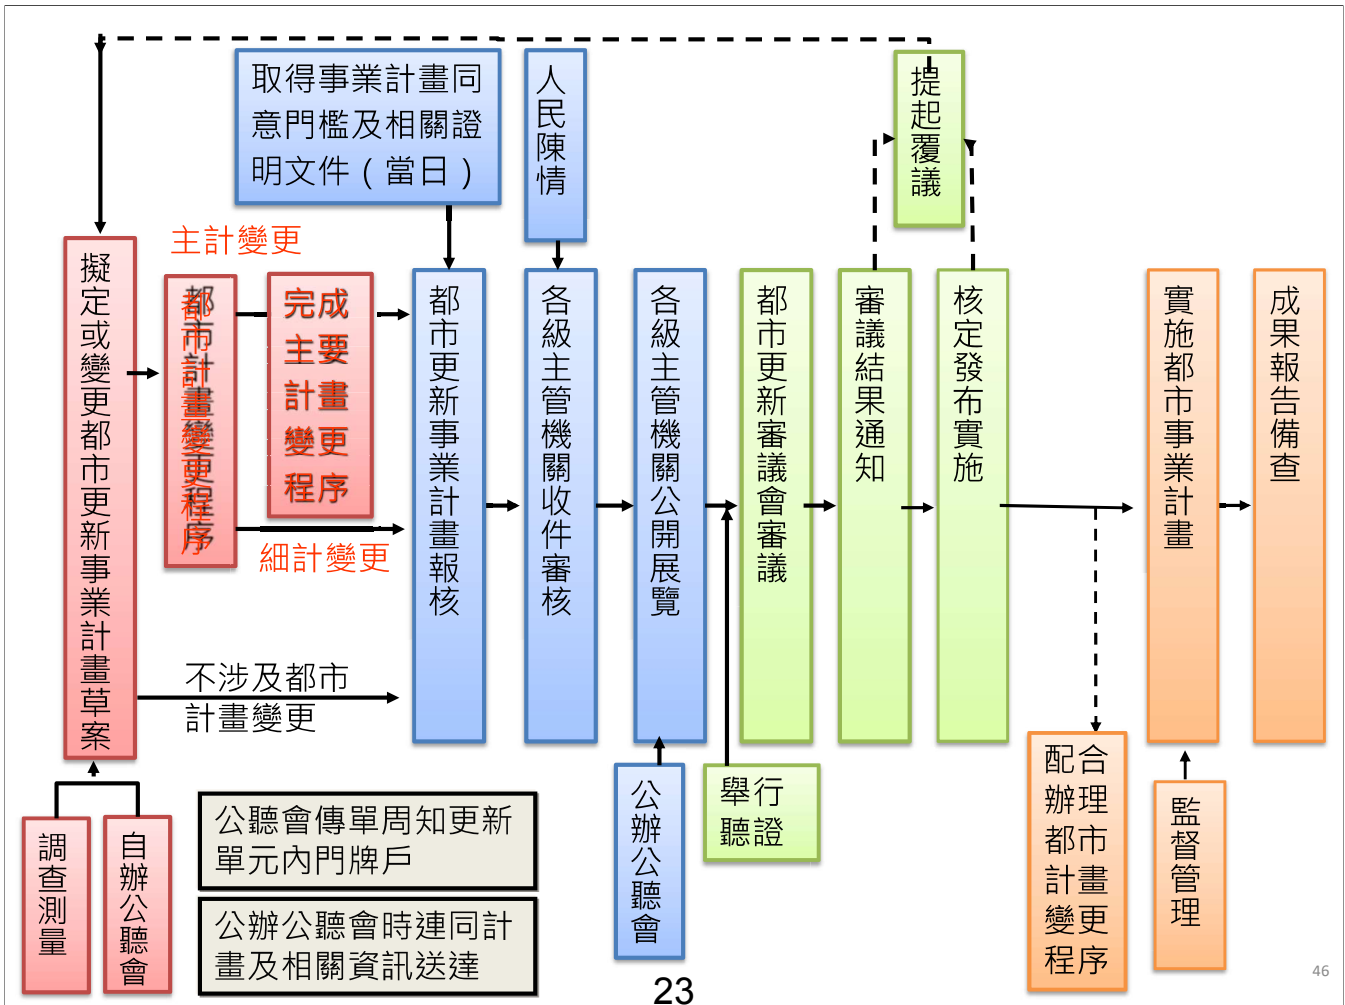 取得事業計畫同
意門檻及相關證
明文件（當日）
人民陳情
提起覆議
主計變更
擬定或變更都市更新事業計畫草案
都市計畫變更程序
都市計畫變更程序
完成
主要
計畫
變更
程序
細計變更
不涉及都市
計畫變更
都市更新事業計畫報核
各級主管機關收件審核
各級主管機關公開展覽
都市更新審議會審議
審議結果通知
核定發布實施
實施都市事業計畫
成果報告備查
調查測量
自辦公聽會
公聽會傳單周知更新
單元內門牌戶
公辦公聽會時連同計
畫及相關資訊送達
公辦公聽會
舉行
聽證
配合
辦理
都市
計畫
變更
程序
監督管理
23
46